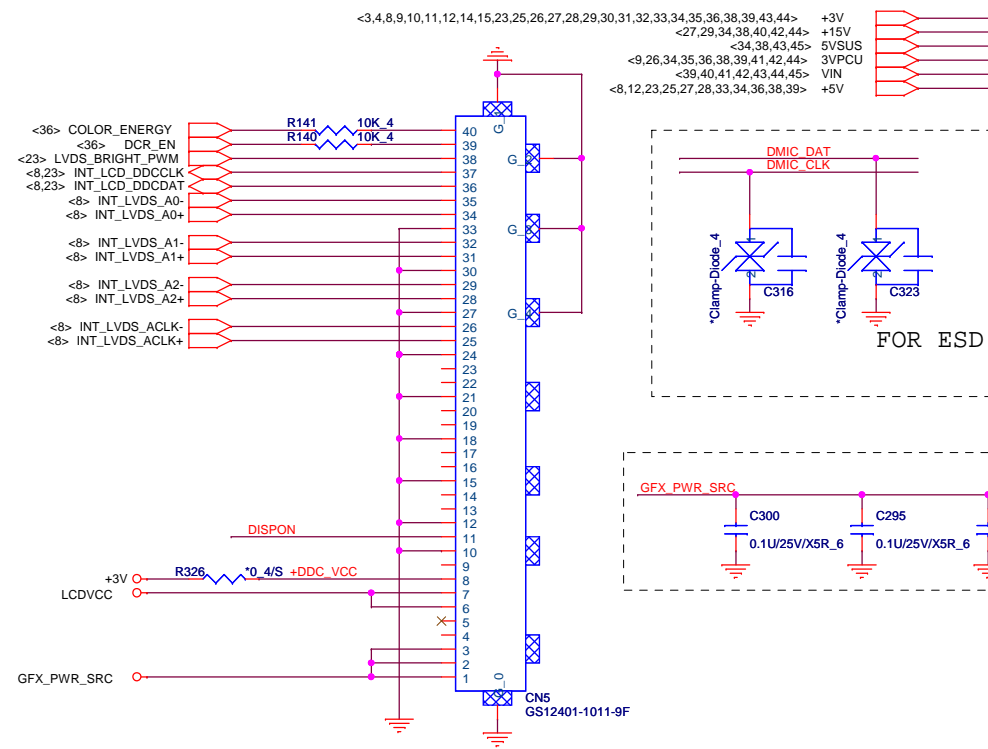 <3,4,8,9,10,11,12,14,15,23,25,26,27,28,29,30,31,32,33,34,35,36,38,39,43,44> +3V
<27,29,34,38,40,42,44> +15V
<34,38,43,45> 5VSUS
<9,26,34,35,36,38,39,41,42,44> 3VPCU
<39,40,41,42,43,44,45> VIN
<8,12,23,25,27,28,33,34,36,38,39> +5V
G_1
<36> COLOR_ENERGY R141 10K_4 40
<36> DCR_EN R140 10K_4 39
<23> LVDS_BRIGHT_PWM 38
<8,23> INT_LCD_DDCCLK 37
<8,23> INT_LCD_DDCDAT 36
<8> INT_LVDS_A0- 35
<8> INT_LVDS_A0+ 34
33
<8> INT_LVDS_A1- 32
<8> INT_LVDS_A1+ 31
30
<8> INT_LVDS_A2- 29
<8> INT_LVDS_A2+ 28
27
<8> INT_LVDS_ACLK- 26
<8> INT_LVDS_ACLK+ 25
24
23
22
21
20
19
18
17
16
15
14
13
12
DISPON 11
10
9
+3V R326 *0_4/S +DDC_VCC 8
LCDVCC 7
6
5
4
3
2
GFX_PWR_SRC 1
G_2
G_3
G_4
G_0
CN5
GS12401-1011-9F
DMIC_DAT
DMIC_CLK
*Clamp-Diode_4
1
2
C316
*Clamp-Diode_4
1
2
C323
FOR ESD
GFX_PWR_SRC
C300
0.1U/25V/X5R_6
C295
0.1U/25V/X5R_6